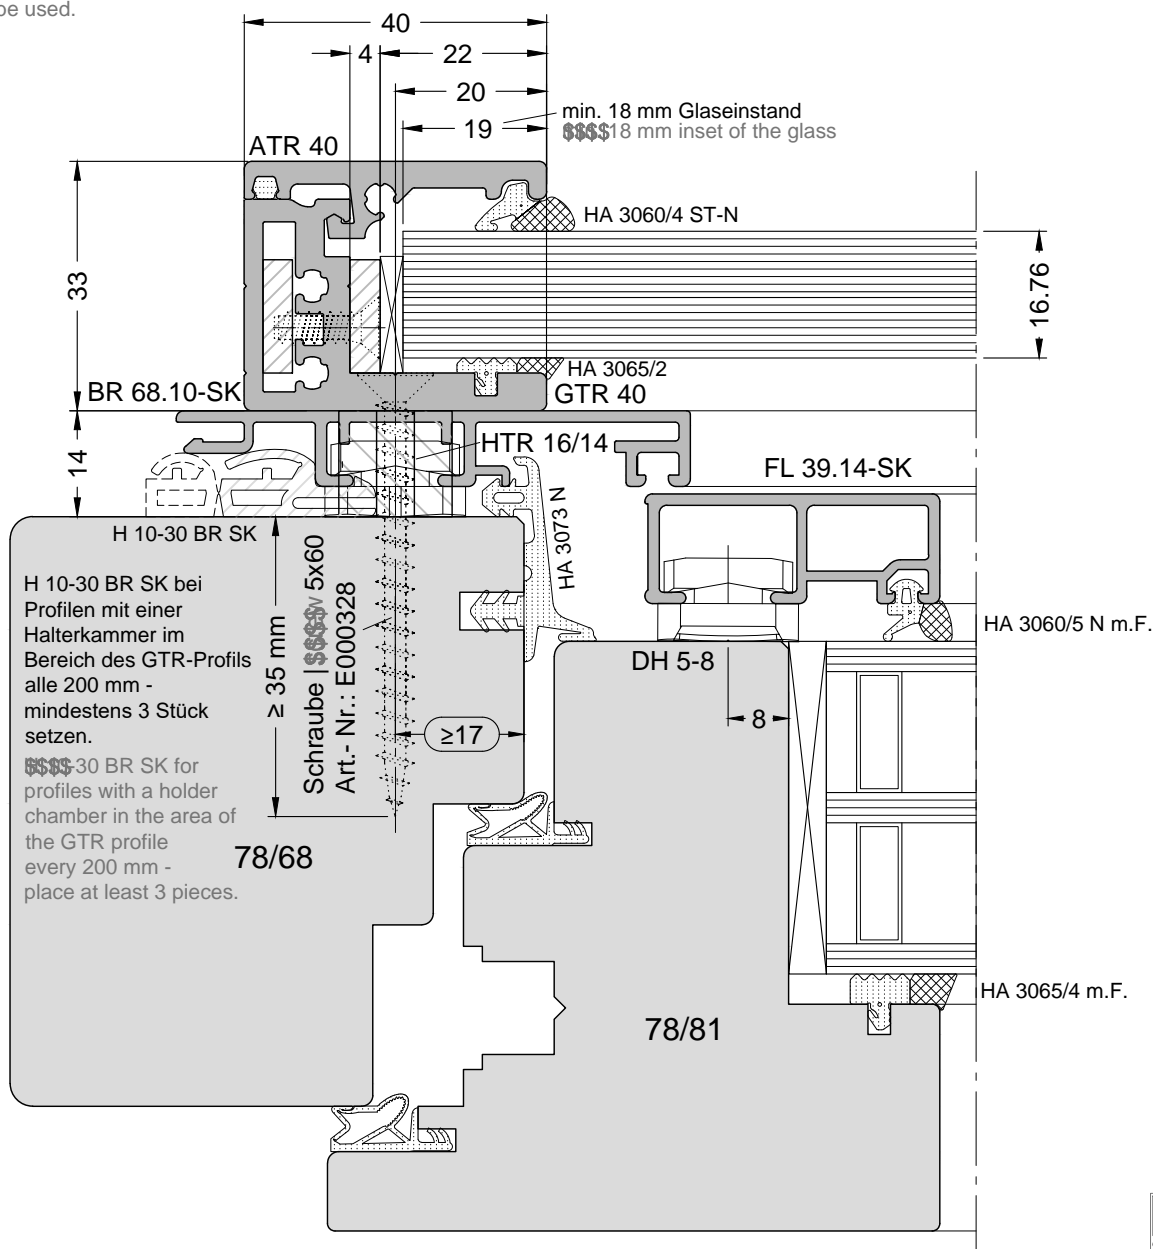 be used.
40
4
22
20
19
min. 18 mm Glaseinstand
18 mm inset of the glass
ATR 40
HA 3060/4 ST-N
33
16.76
HA 3065/2
BR 68.10-SK
GTR 40
14
HTR 16/14
FL 39.14-SK
HA 3073 N
H 10-30 BR SK
H 10-30 BR SK bei
Profilen mit einer
Halterkammer im
Bereich des GTR-Profils
alle 200 mm -
mindestens 3 Stück
setzen.
-30 BR SK for
profiles with a holder
chamber in the area of
the GTR profile
every 200 mm -
place at least 3 pieces.
≥ 35 mm
Schraube | 5x60
Art.- Nr.: E000328
≥17
HA 3060/5 N m.F.
DH 5-8
8
78/68
HA 3065/4 m.F.
78/81